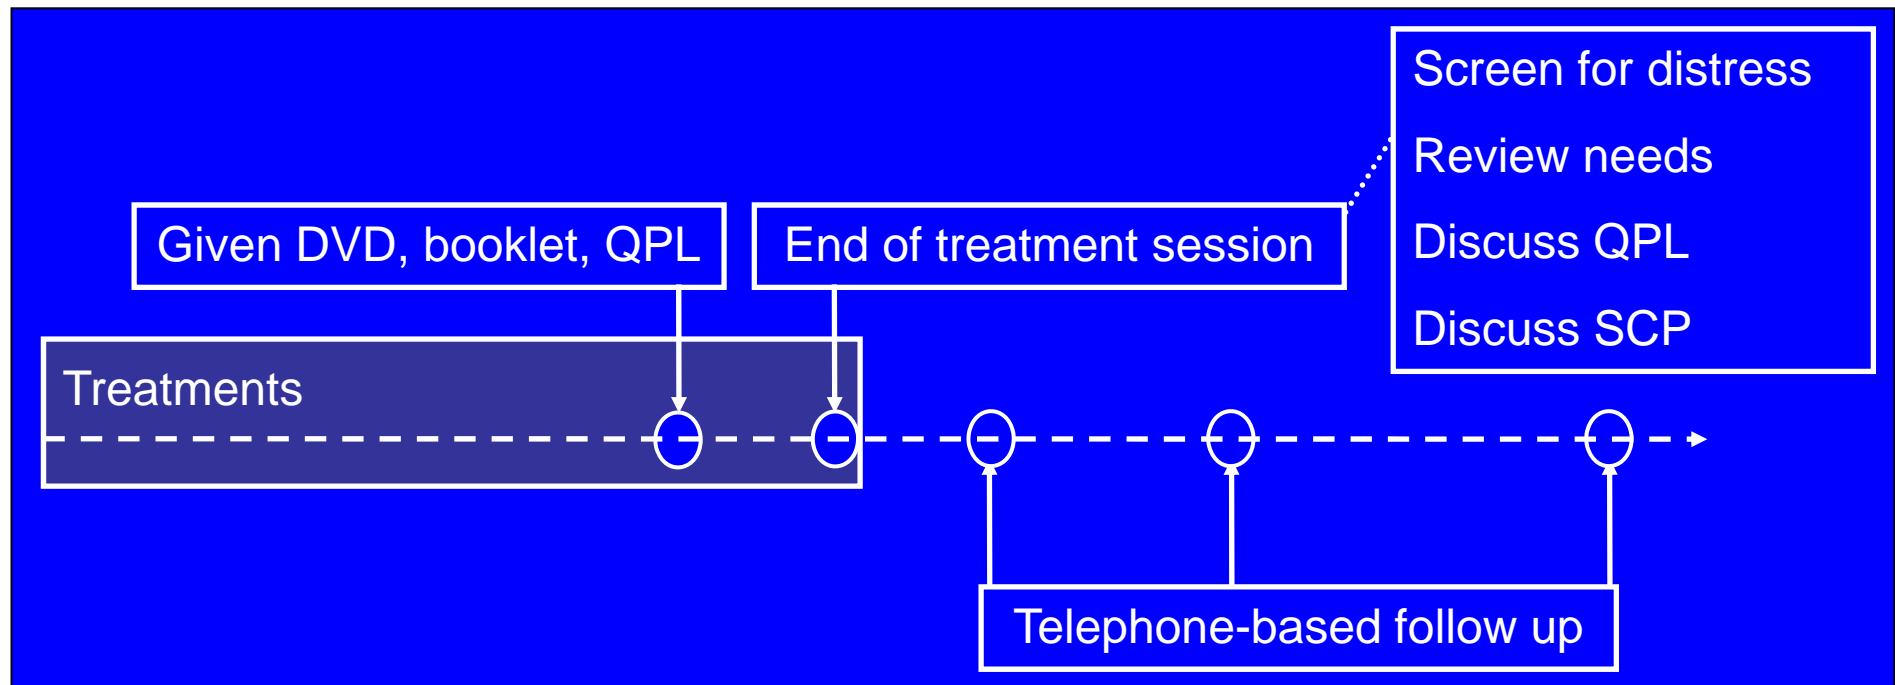 Screen for distress
Review needs
Discuss QPL
Discuss SCP
Given DVD, booklet, QPL
End of treatment session
Treatments
Telephone-based follow up